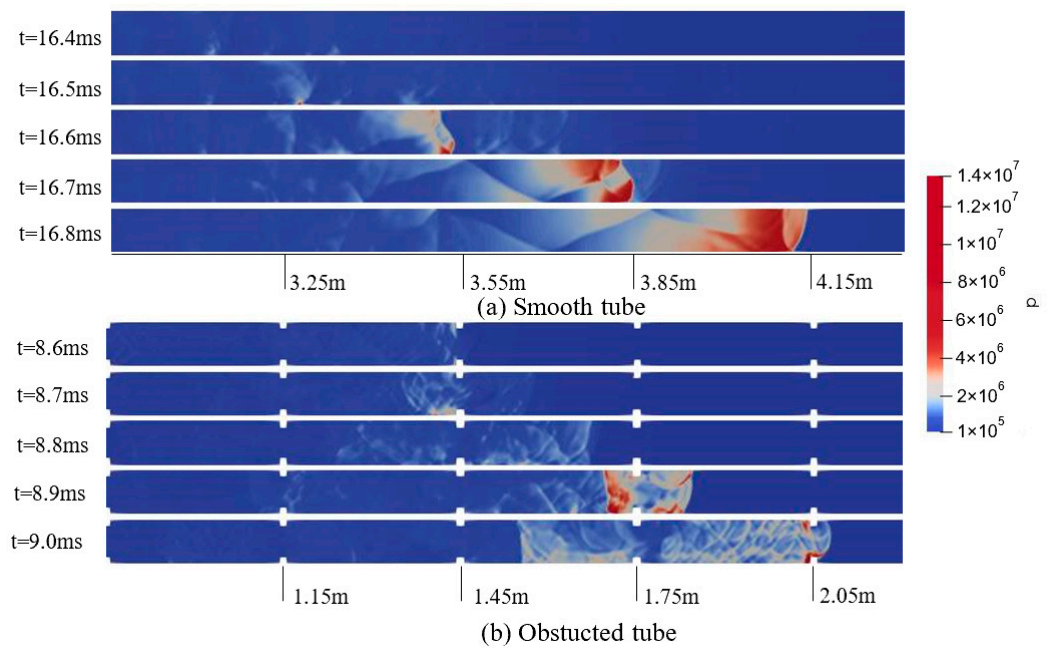 t=16.4ms
t=16.5ms
t=16.6ms
t=16.7ms
t=16.8ms
3.25m 3.55m 3.85m 4.15m
(a) Smooth tube
1.4×10⁷
1.2×10⁷
1×10⁷
8×10⁶
6×10⁶
4×10⁶
2×10⁶
1×10⁵
p
t=8.6ms
t=8.7ms
t=8.8ms
t=8.9ms
t=9.0ms
1.15m 1.45m 1.75m 2.05m
(b) Obstucted tube